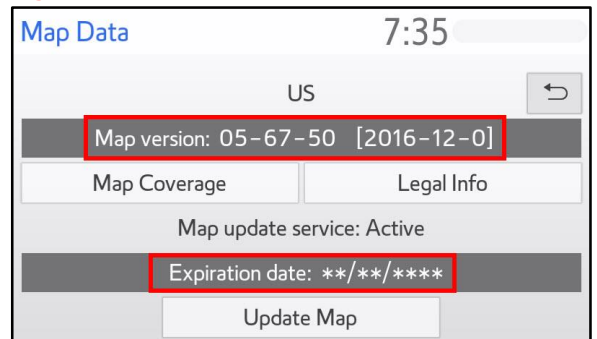 Map Data 7:35
US
Map version: 05-67-50 [2016-12-0]
Map Coverage Legal Info
Map update service: Active
Expiration date: **/**/****
Update Map